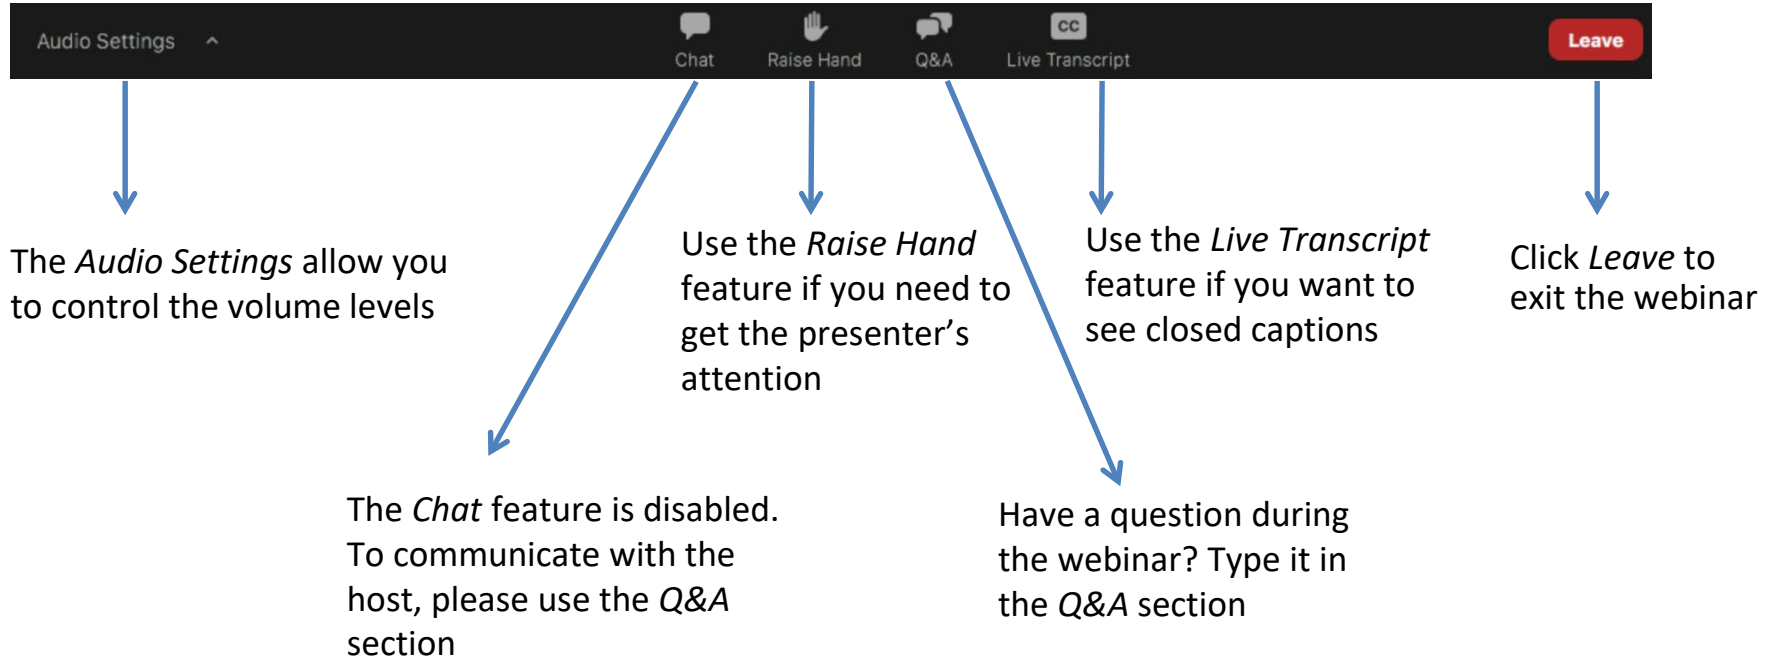 Audio Settings
Chat
Raise Hand
Q&A
CC
Live Transcript
Leave
The Audio Settings allow you
to control the volume levels
Use the Raise Hand
feature if you need to
get the presenter’s
attention
Use the Live Transcript
feature if you want to
see closed captions
Click Leave to
exit the webinar
The Chat feature is disabled.
To communicate with the
host, please use the Q&A
section
Have a question during
the webinar? Type it in
the Q&A section